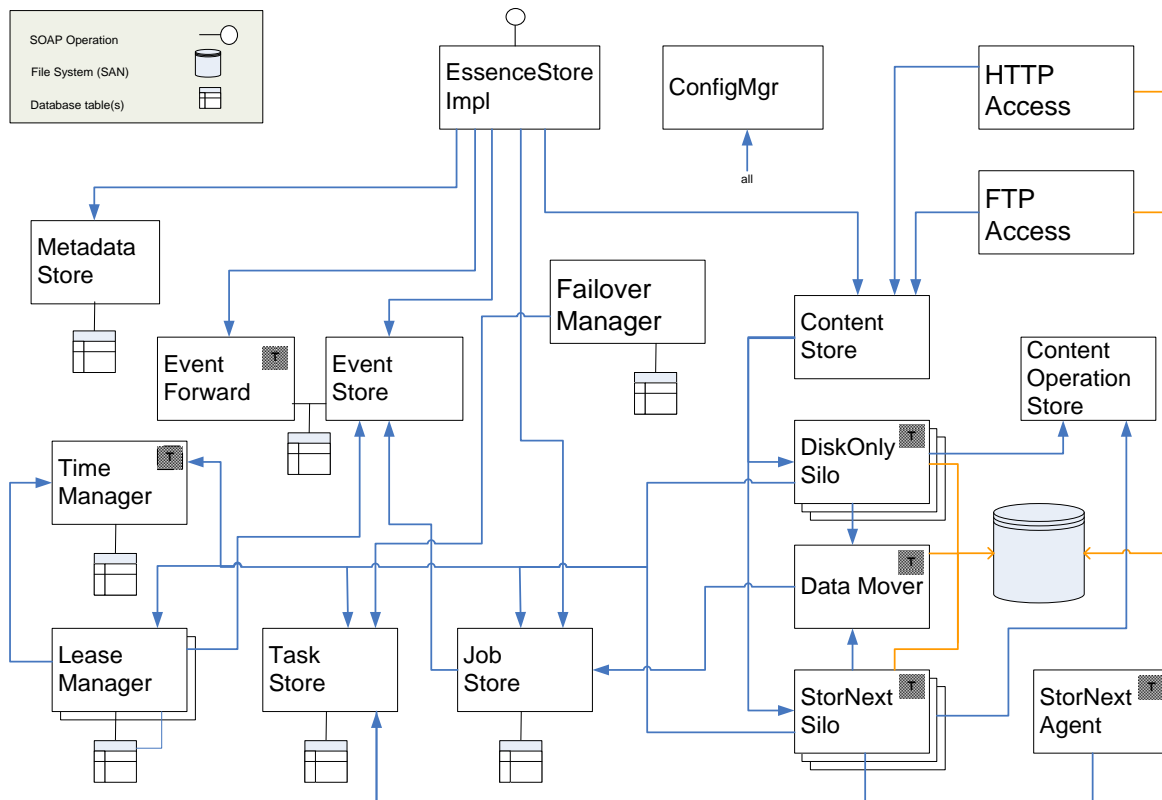 SOAP Operation
File System (SAN)
Database table(s)
EssenceStore
Impl
ConfigMgr
all
HTTP
Access
FTP
Access
Metadata
Store
Failover
Manager
Content
Store
Event
Forward
T
Event
Store
Content
Operation
Store
Time
Manager
T
DiskOnly
Silo
T
Data Mover
T
Lease
Manager
Task
Store
Job
Store
StorNext
Silo
T
StorNext
Agent
T